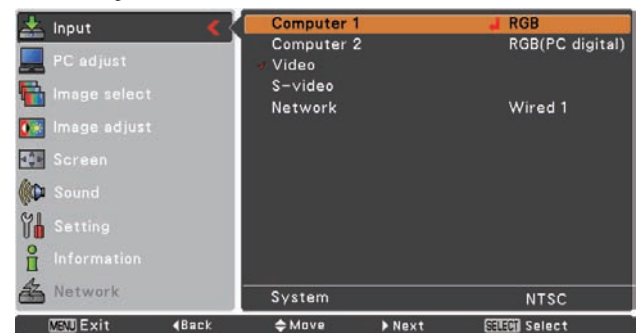 Input
PC adjust
Image select
Image adjust
Screen
Sound
Setting
Information
Network
Computer 1 RGB
Computer 2 RGB(PC digital)
Video
S-video
Network Wired 1
System NTSC
MENU Exit Back Move Next SELECT Select